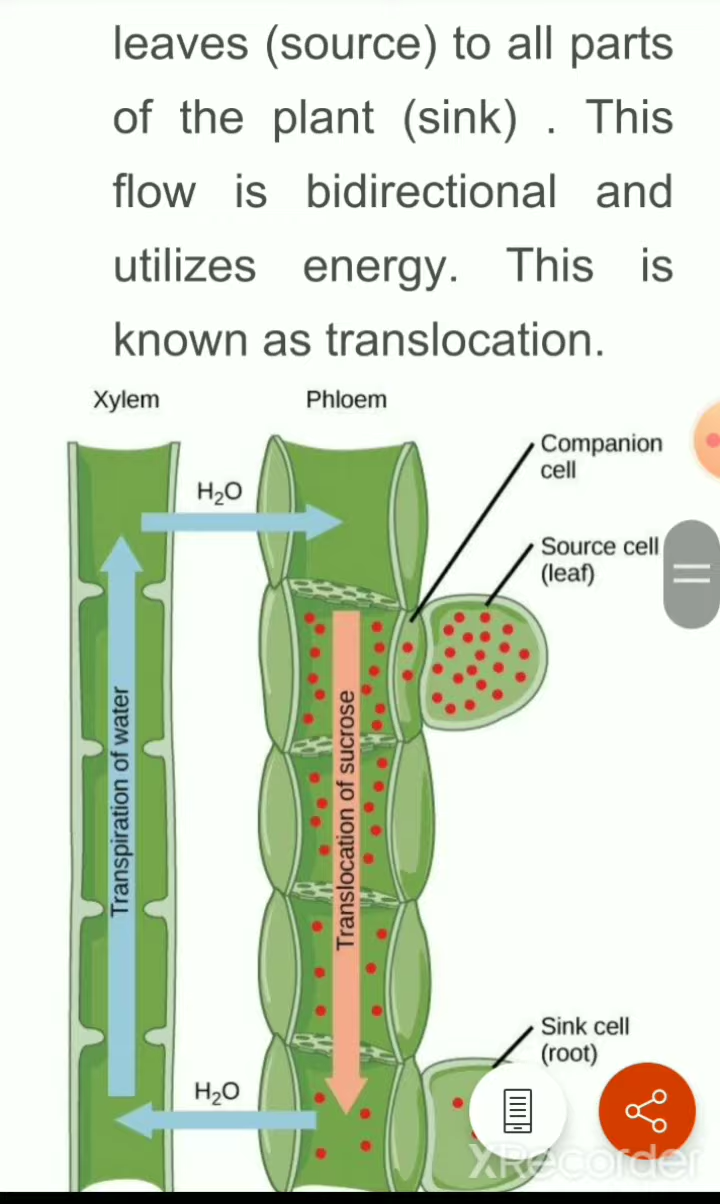 leaves (source) to all parts
of the plant (sink) . This
flow is bidirectional and
utilizes energy. This is
known as translocation.
Xylem
Phloem
Companion
cell
H₂O
Source cell
(leaf)
Transpiration of water
Translocation of sucrose
Sink cell
(root)
H₂O
XRecorder